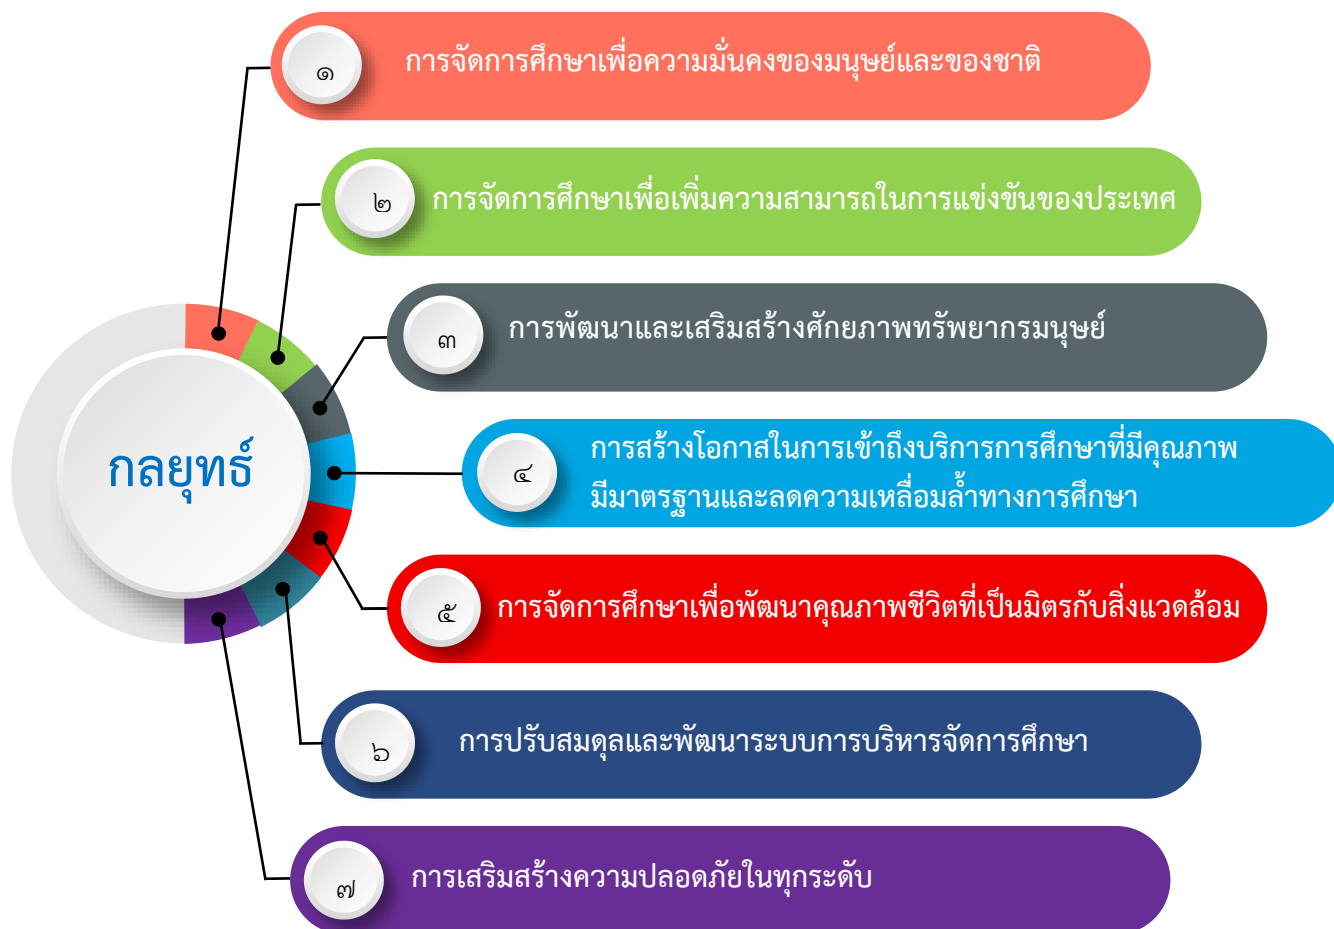 ๑
การจัดการศึกษาเพื่อความมั่นคงของมนุษย์และของชาติ
๒
การจัดการศึกษาเพื่อเพิ่มความสามารถในการแข่งขันของประเทศ
๓
การพัฒนาและเสริมสร้างศักยภาพทรัพยากรมนุษย์
กลยุทธ์
๔
การสร้างโอกาสในการเข้าถึงบริการการศึกษาที่มีคุณภาพ
มีมาตรฐานและลดความเหลื่อมล้ำทางการศึกษา
๕
การจัดการศึกษาเพื่อพัฒนาคุณภาพชีวิตที่เป็นมิตรกับสิ่งแวดล้อม
๖
การปรับสมดุลและพัฒนาระบบการบริหารจัดการศึกษา
๗
การเสริมสร้างความปลอดภัยในทุกระดับ